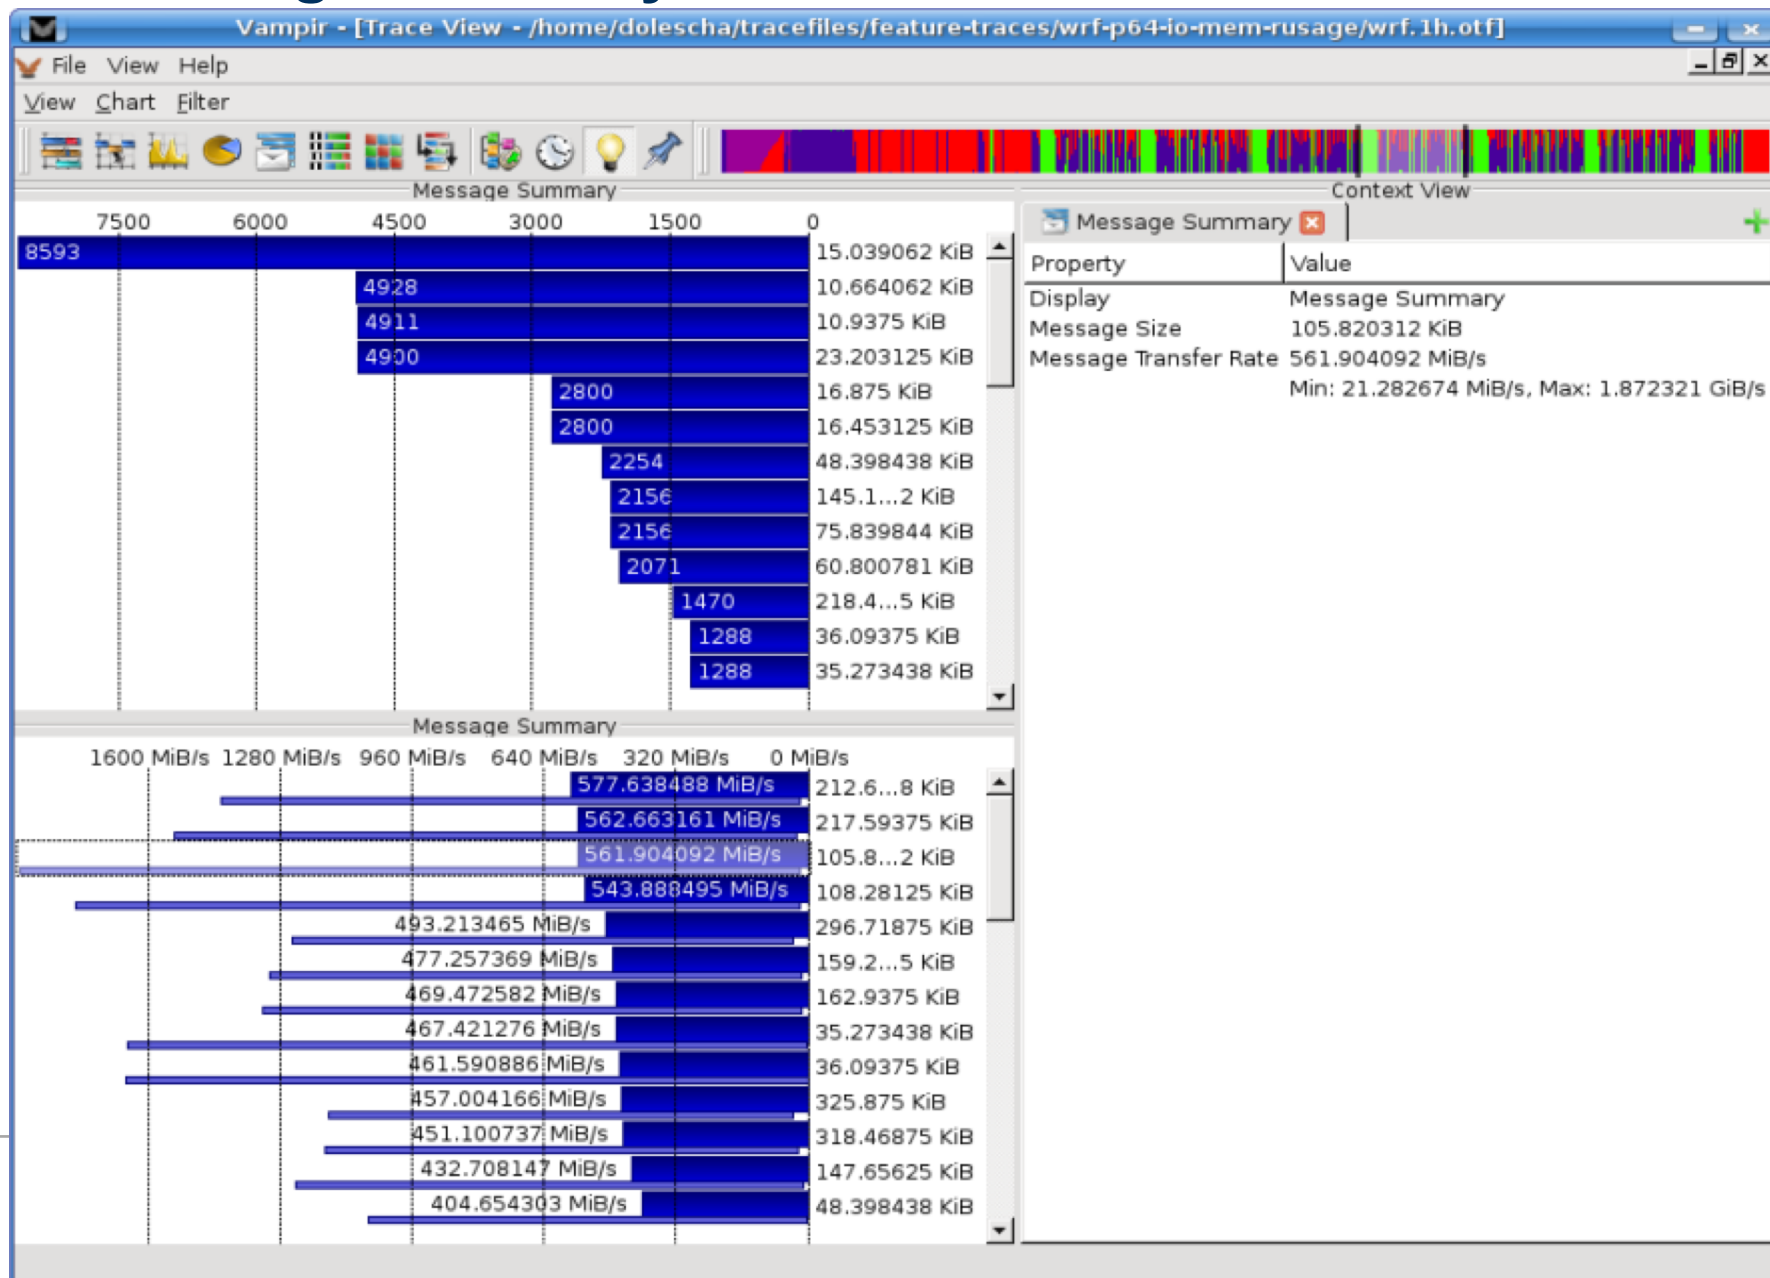 Vampir - [Trace View - /home/dolescha/tracefiles/feature-traces/wrf-p64-io-mem-rusage/wrf.1h.otf]
File View Help
View Chart Filter
Message Summary
7500 6000 4500 3000 1500 0
8593 15.039062 KiB
4928 10.664062 KiB
4911 10.9375 KiB
4900 23.203125 KiB
2800 16.875 KiB
2800 16.453125 KiB
2254 48.398438 KiB
2156 145.1...2 KiB
2156 75.839844 KiB
2071 60.800781 KiB
1470 218.4...5 KiB
1288 36.09375 KiB
1288 35.273438 KiB
Message Summary
1600 MiB/s 1280 MiB/s 960 MiB/s 640 MiB/s 320 MiB/s 0 MiB/s
577.638488 MiB/s 212.6...8 KiB
562.663161 MiB/s 217.59375 KiB
561.904092 MiB/s 105.8...2 KiB
543.888495 MiB/s 108.28125 KiB
493.213465 MiB/s 296.71875 KiB
477.257369 MiB/s 159.2...5 KiB
469.472582 MiB/s 162.9375 KiB
467.421276 MiB/s 35.273438 KiB
461.590886 MiB/s 36.09375 KiB
457.004166 MiB/s 325.875 KiB
451.100737 MiB/s 318.46875 KiB
432.708147 MiB/s 147.65625 KiB
404.654303 MiB/s 48.398438 KiB
Context View
Message Summary
Property Value
Display Message Summary
Message Size 105.820312 KiB
Message Transfer Rate 561.904092 MiB/s
Min: 21.282674 MiB/s, Max: 1.872321 GiB/s